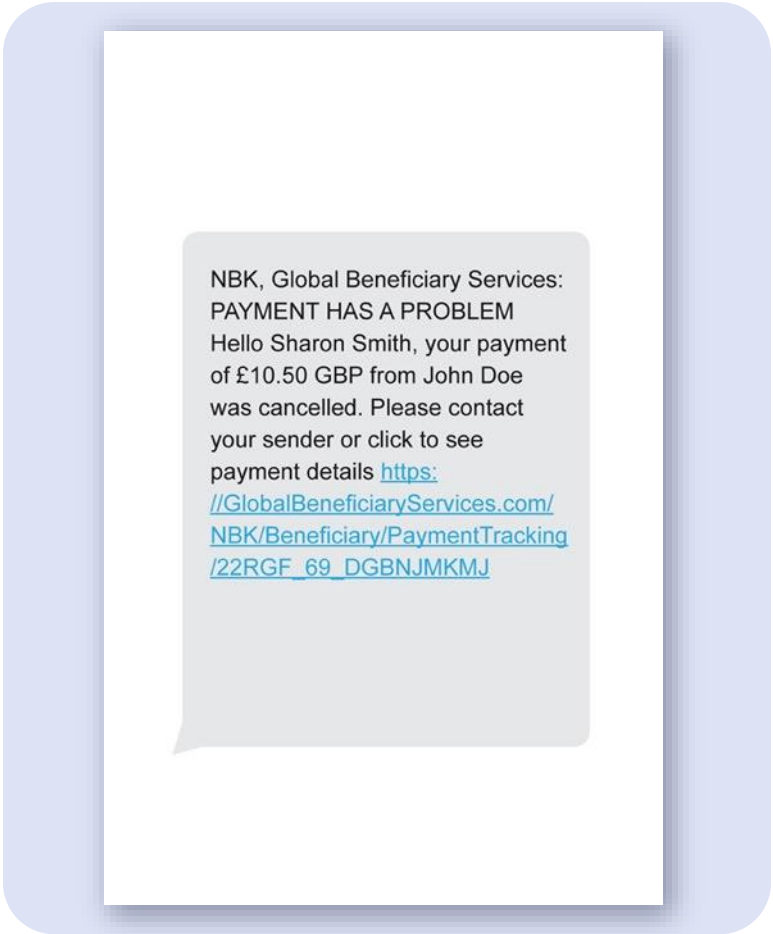 NBK, Global Beneficiary Services:
PAYMENT HAS A PROBLEM
Hello Sharon Smith, your payment
of £10.50 GBP from John Doe
was cancelled. Please contact
your sender or click to see
payment details https:
//GlobalBeneficiaryServices.com/
NBK/Beneficiary/PaymentTracking
/22RGF_69_DGBNJMKMJ